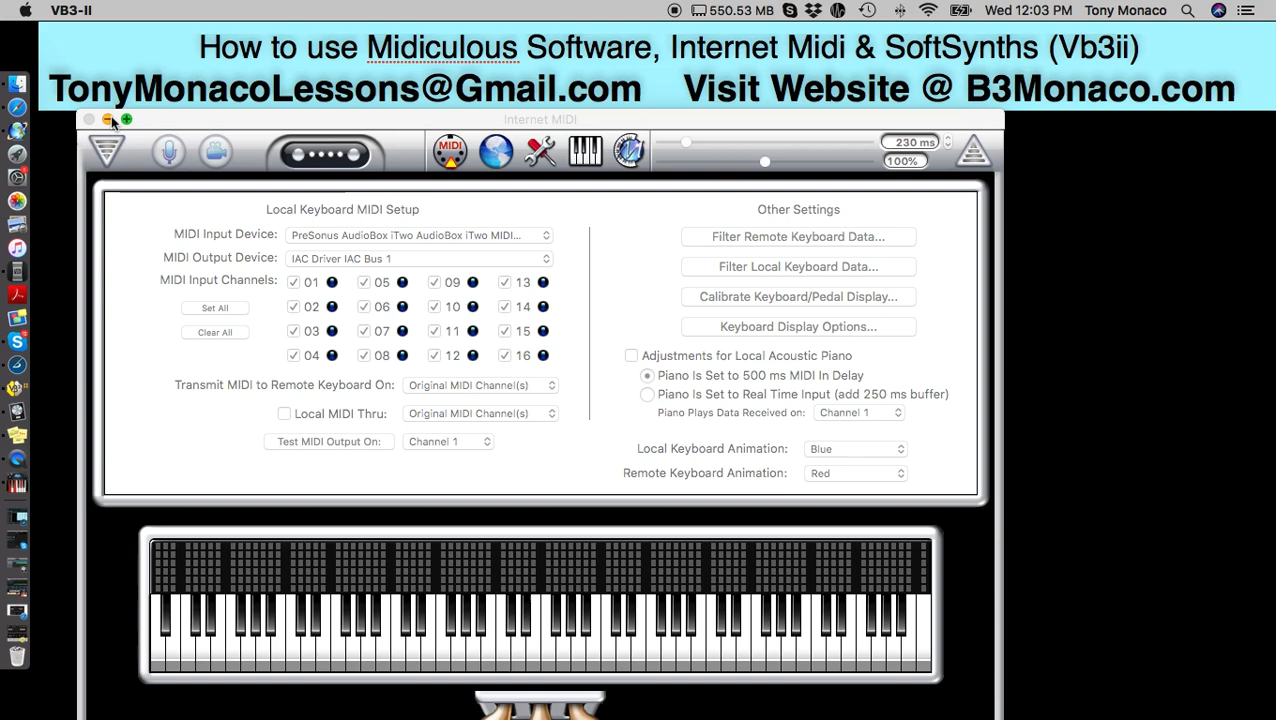 VB3-II 550.53 MB Wed 12:03 PM Tony Monaco
How to use Midiculous Software, Internet Midi & SoftSynths (Vb3ii)
TonyMonacoLessons@Gmail.com Visit Website @ B3Monaco.com
Internet MIDI
MIDI
230 ms
100%
Local Keyboard MIDI Setup
MIDI Input Device: PreSonus AudioBox iTwo AudioBox iTwo MIDI...
MIDI Output Device: IAC Driver IAC Bus 1
MIDI Input Channels: 01 05 09 13
Set All 02 06 10 14
Clear All 03 07 11 15
04 08 12 16
Transmit MIDI to Remote Keyboard On: Original MIDI Channel(s)
Local MIDI Thru: Original MIDI Channel(s)
Test MIDI Output On: Channel 1
Other Settings
Filter Remote Keyboard Data...
Filter Local Keyboard Data...
Calibrate Keyboard/Pedal Display...
Keyboard Display Options...
Adjustments for Local Acoustic Piano
Piano Is Set to 500 ms MIDI In Delay
Piano Is Set to Real Time Input (add 250 ms buffer)
Piano Plays Data Received on: Channel 1
Local Keyboard Animation: Blue
Remote Keyboard Animation: Red